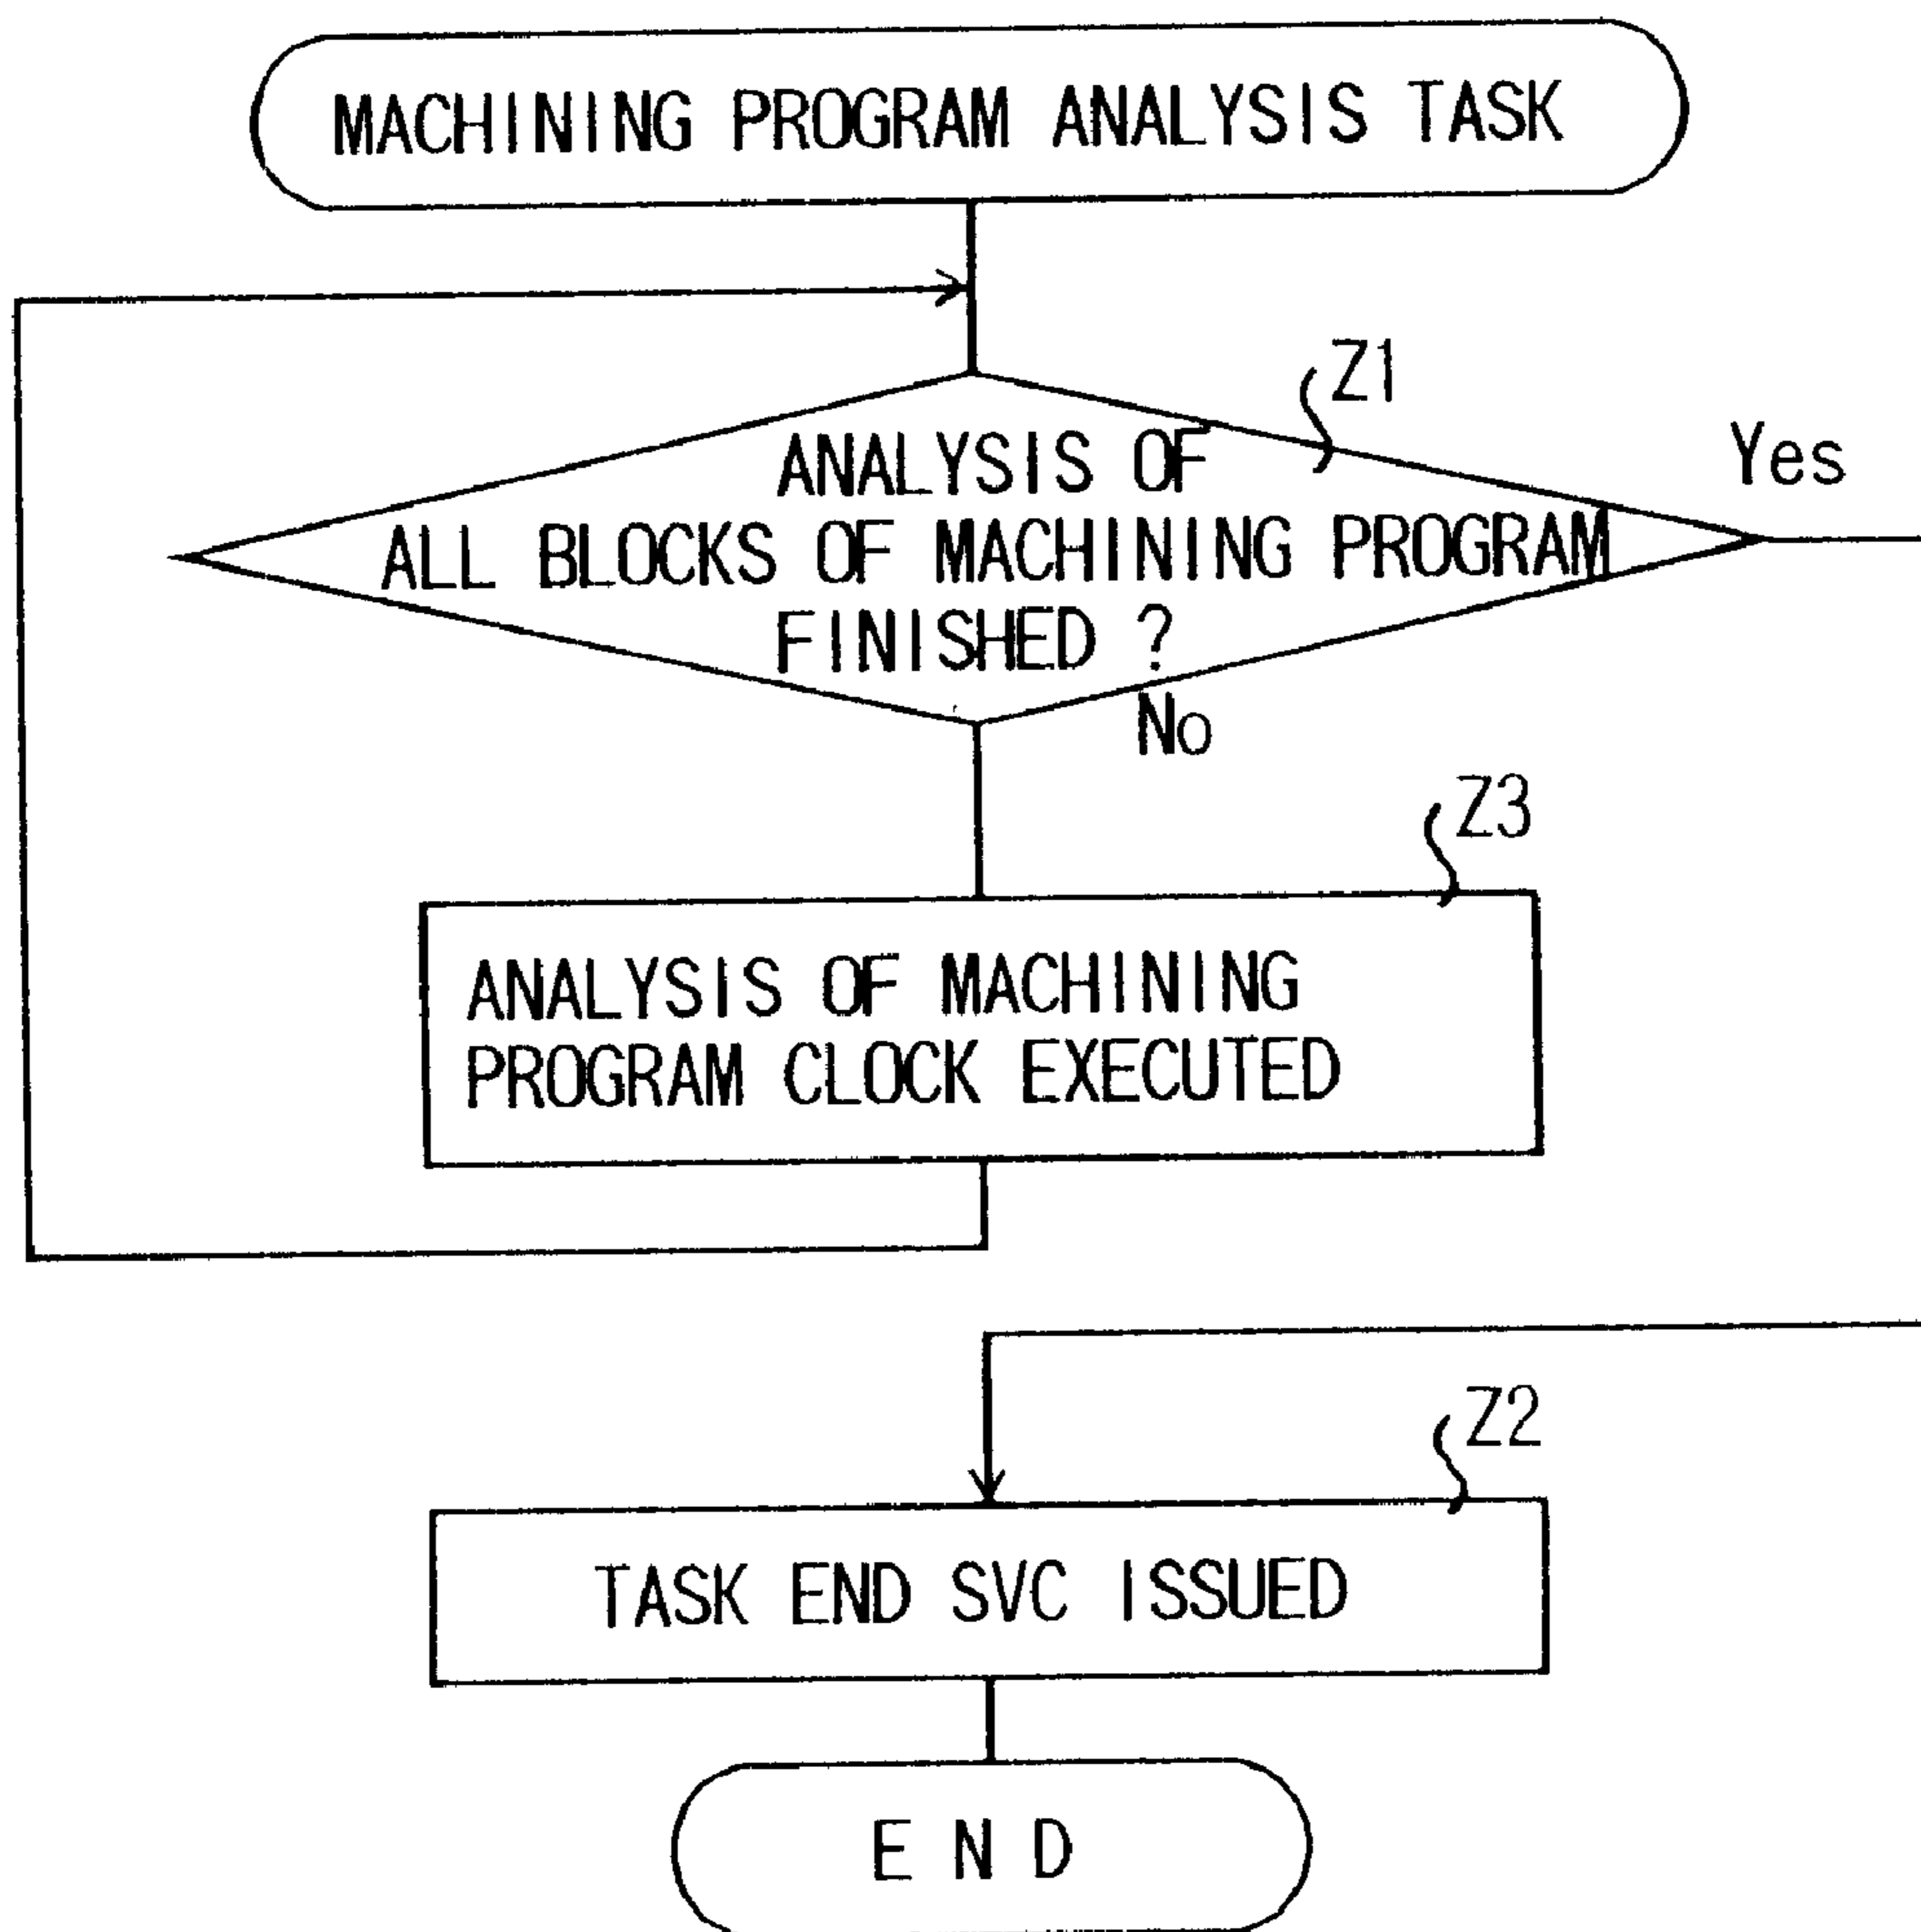 MACHINING PROGRAM ANALYSIS TASK
Z1
Yes
ANALYSIS OF
ALL BLOCKS OF MACHINING PROGRAM
FINISHED ?
No
Z3
ANALYSIS OF MACHINING
PROGRAM CLOCK EXECUTED
Z2
TASK END SVC ISSUED
END